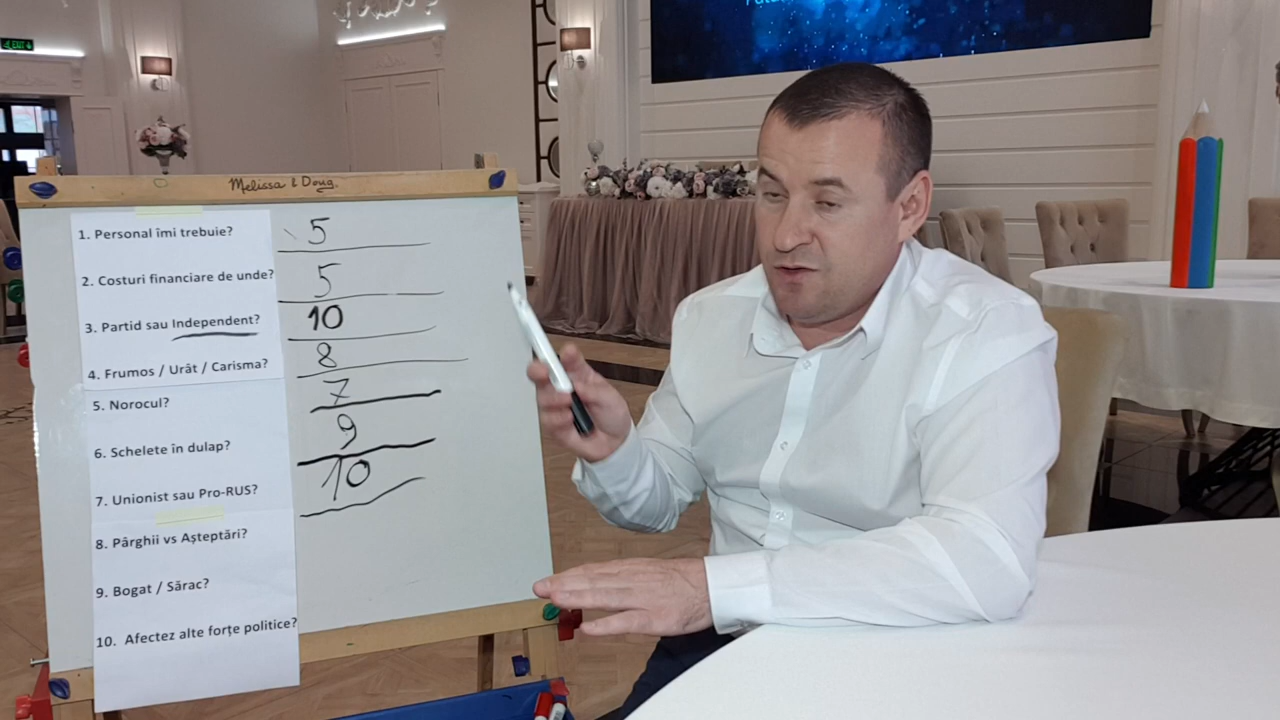 EXIT
Melissa & Doug
1. Personal îmi trebuie?
5
2. Costuri financiare de unde?
5
3. Partid sau Independent?
10
4. Frumos / Urât / Carisma?
8
5. Norocul?
7
6. Schelete în dulap?
9
7. Unionist sau Pro-RUS?
10
8. Pârghii vs Așteptări?
9. Bogat / Sărac?
10. Afectez alte forțe politice?